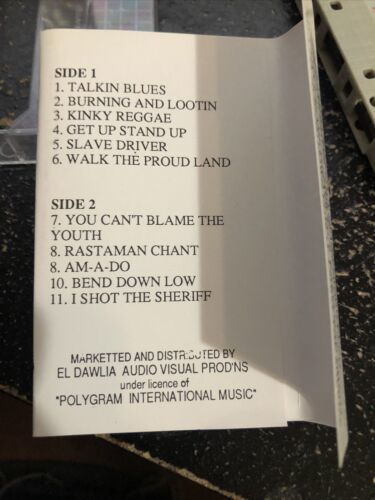 SIDE 1
1. TALKIN BLUES
2. BURNING AND LOOTIN
3. KINKY REGGAE
4. GET UP STAND UP
5. SLAVE DRIVER
6. WALK THE PROUD LAND
SIDE 2
7. YOU CAN'T BLAME THE
YOUTH
8. RASTAMAN CHANT
8. AM-A-DO
10. BEND DOWN LOW
11. I SHOT THE SHERIFF
MARKETTED AND DISTRIBUTED BY
EL DAWLIA AUDIO VISUAL PROD'NS
under licence of
"POLYGRAM INTERNATIONAL MUSIC"